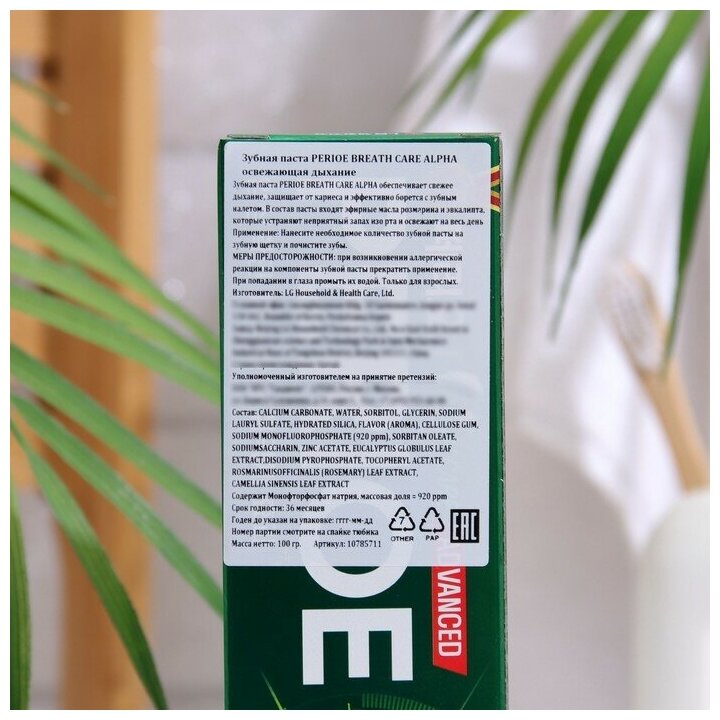 Зубная паста PERIOE BREATH CARE ALPHA
освежающая дыхание
Зубная паста PERIOE BREATH CARE ALPHA обеспечивает свежее
дыхание, защищает от кариеса и эффективно борется с зубным
налетом. В состав пасты входят эфирные масла розмарина и эвкалипта,
которые устраняют неприятный запах изо рта и освежают на весь день
Применение: Нанесите необходимое количество зубной пасты на
зубную щетку и почистите зубы.
МЕРЫ ПРЕДОСТОРОЖНОСТИ: при возникновении аллергической
реакции на компоненты зубной пасты прекратить применение.
При попадании в глаза промыть их водой. Только для взрослых.
Изготовитель: LG Household & Health Care, Ltd.
Уполномоченный изготовителем на принятие претензий:
Состав: CALCIUM CARBONATE, WATER, SORBITOL, GLYCERIN, SODIUM
LAURYL SULFATE, HYDRATED SILICA, FLAVOR (AROMA), CELLULOSE GUM,
SODIUM MONOFLUOROPHOSPHATE (920 ppm), SORBITAN OLEATE,
SODIUMSACCHARIN, ZINC ACETATE, EUCALYPTUS GLOBULUS LEAF
EXTRACT,DISODIUM PYROPHOSPHATE, TOCOPHERYL ACETATE,
ROSMARINUSOFFICINALIS (ROSEMARY) LEAF EXTRACT,
CAMELLIA SINENSIS LEAF EXTRACT
Содержит Монофторфосфат натрия, массовая доля ≈ 920 ppm
Срок годности: 36 месяцев
Годен до указан на упаковке: гггг-мм-дд
Номер партии смотрите на спайке тюбика
Масса нетто: 100 гр. Артикул: 10785711
7
OTHER
PAP
EAC
OE
ADVANCED